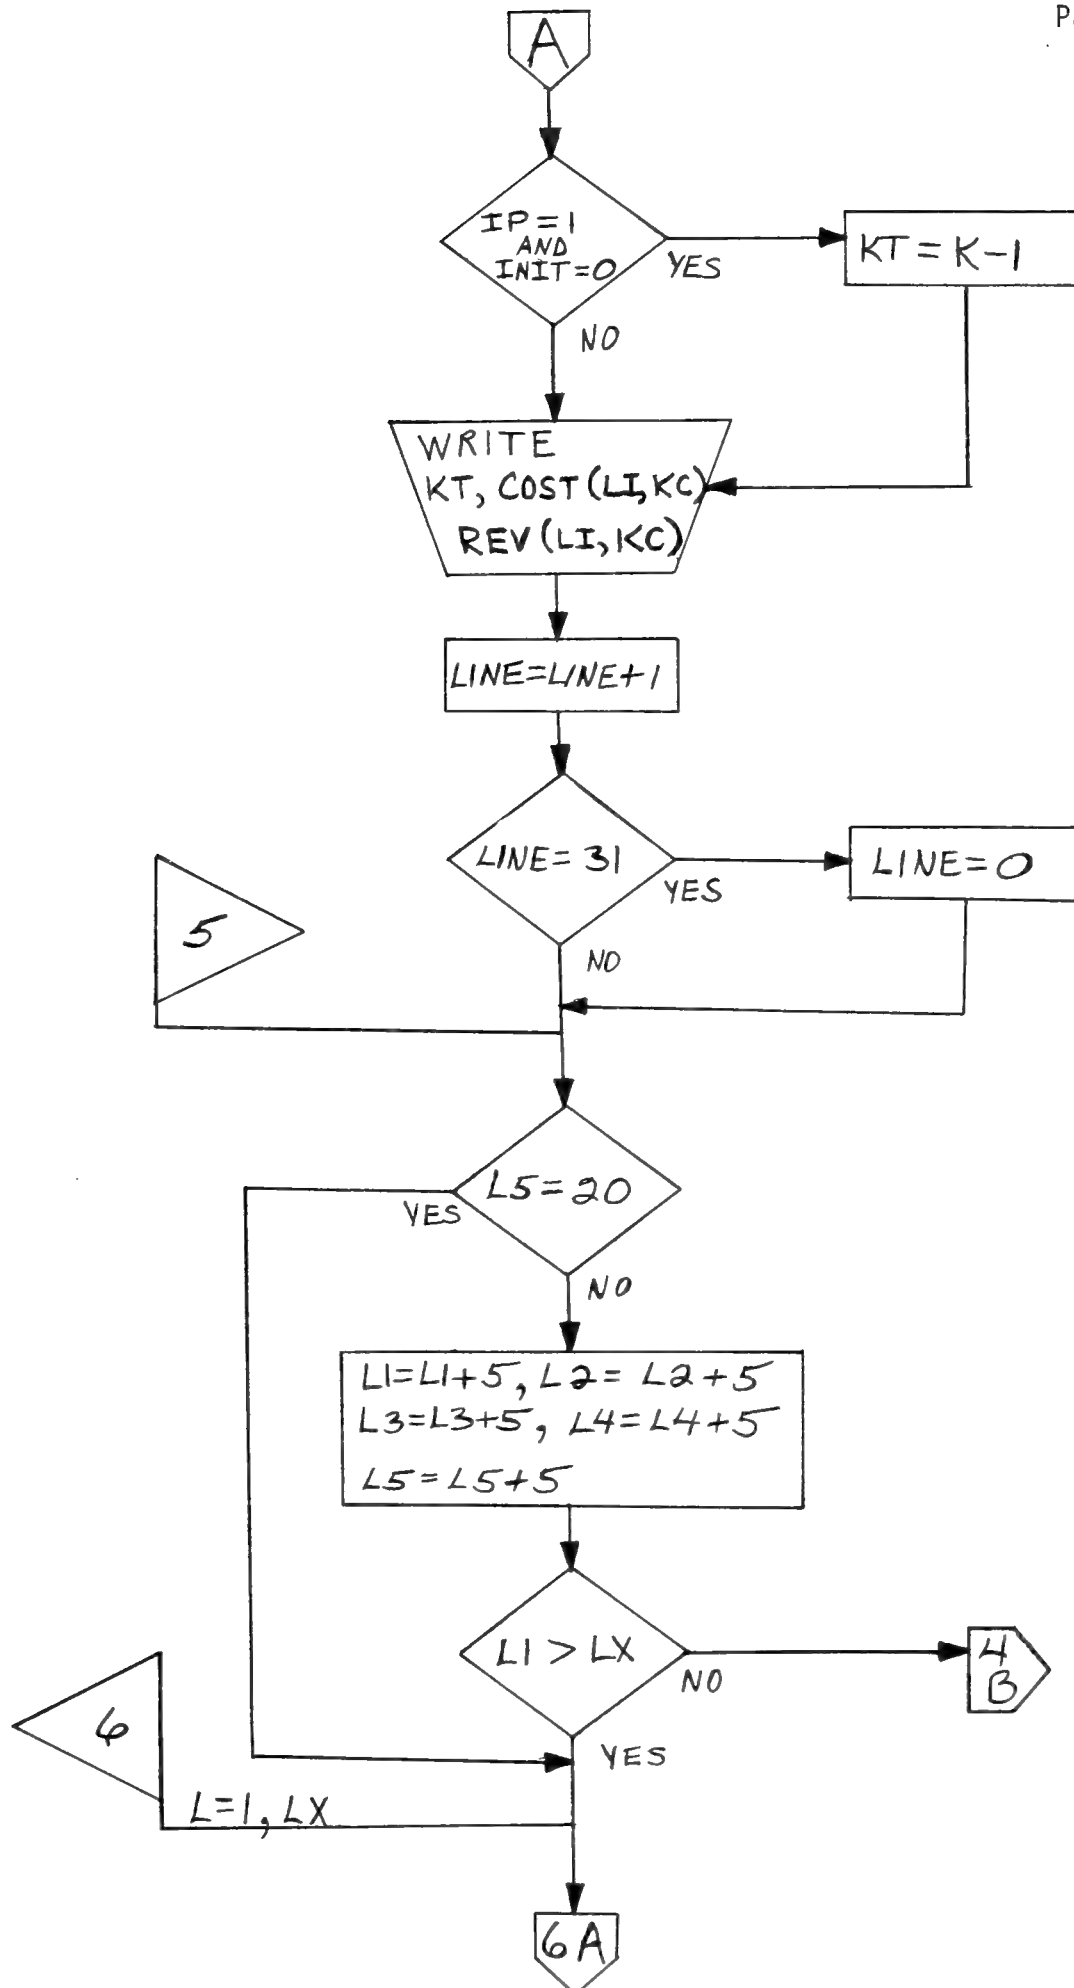 A
IP=1
AND
INIT=0
YES
KT=K-1
NO
WRITE
KT, COST(LI,KC)
REV(LI,KC)
LINE=LINE+1
LINE=31
YES
LINE=0
NO
5
L5=20
YES
NO
L1=L1+5, L2=L2+5
L3=L3+5, L4=L4+5
L5=L5+5
L1>LX
NO
4
B
YES
6
L=1, LX
6A